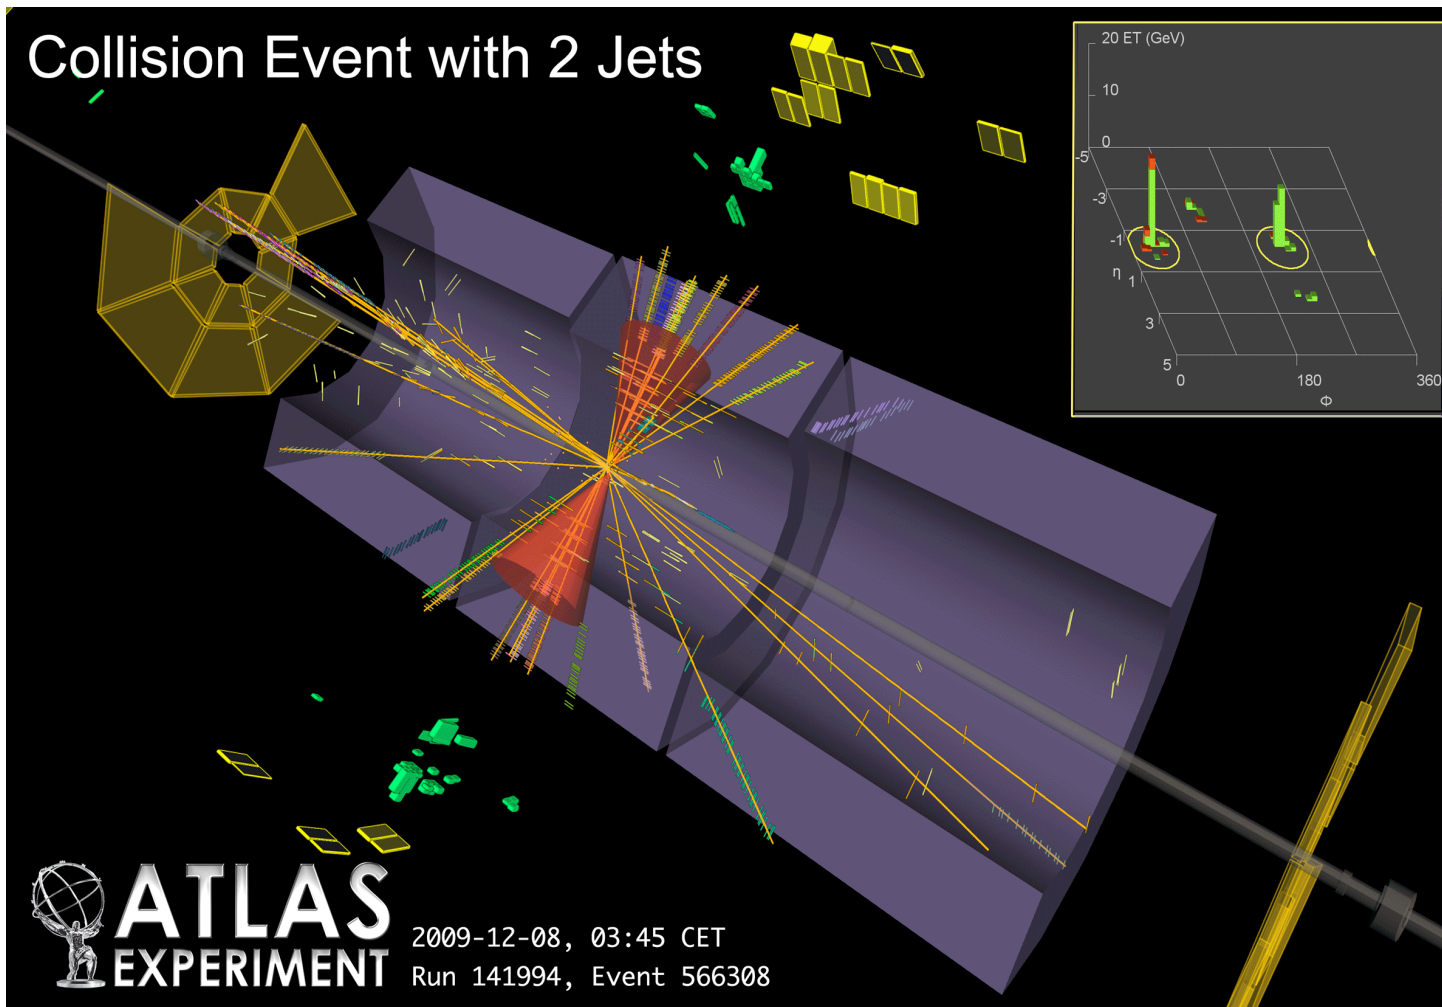 Collision Event with 2 Jets
20 ET (GeV)
10
0
-5
-3
-1
η
1
3
5
0
180
360
Φ
ATLAS
EXPERIMENT
2009-12-08, 03:45 CET
Run 141994, Event 566308